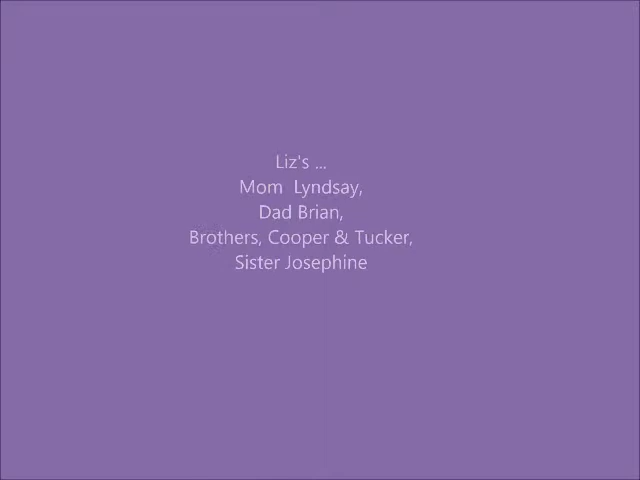 Liz's ...
Mom  Lyndsay,
Dad Brian,
Brothers, Cooper & Tucker,
Sister Josephine